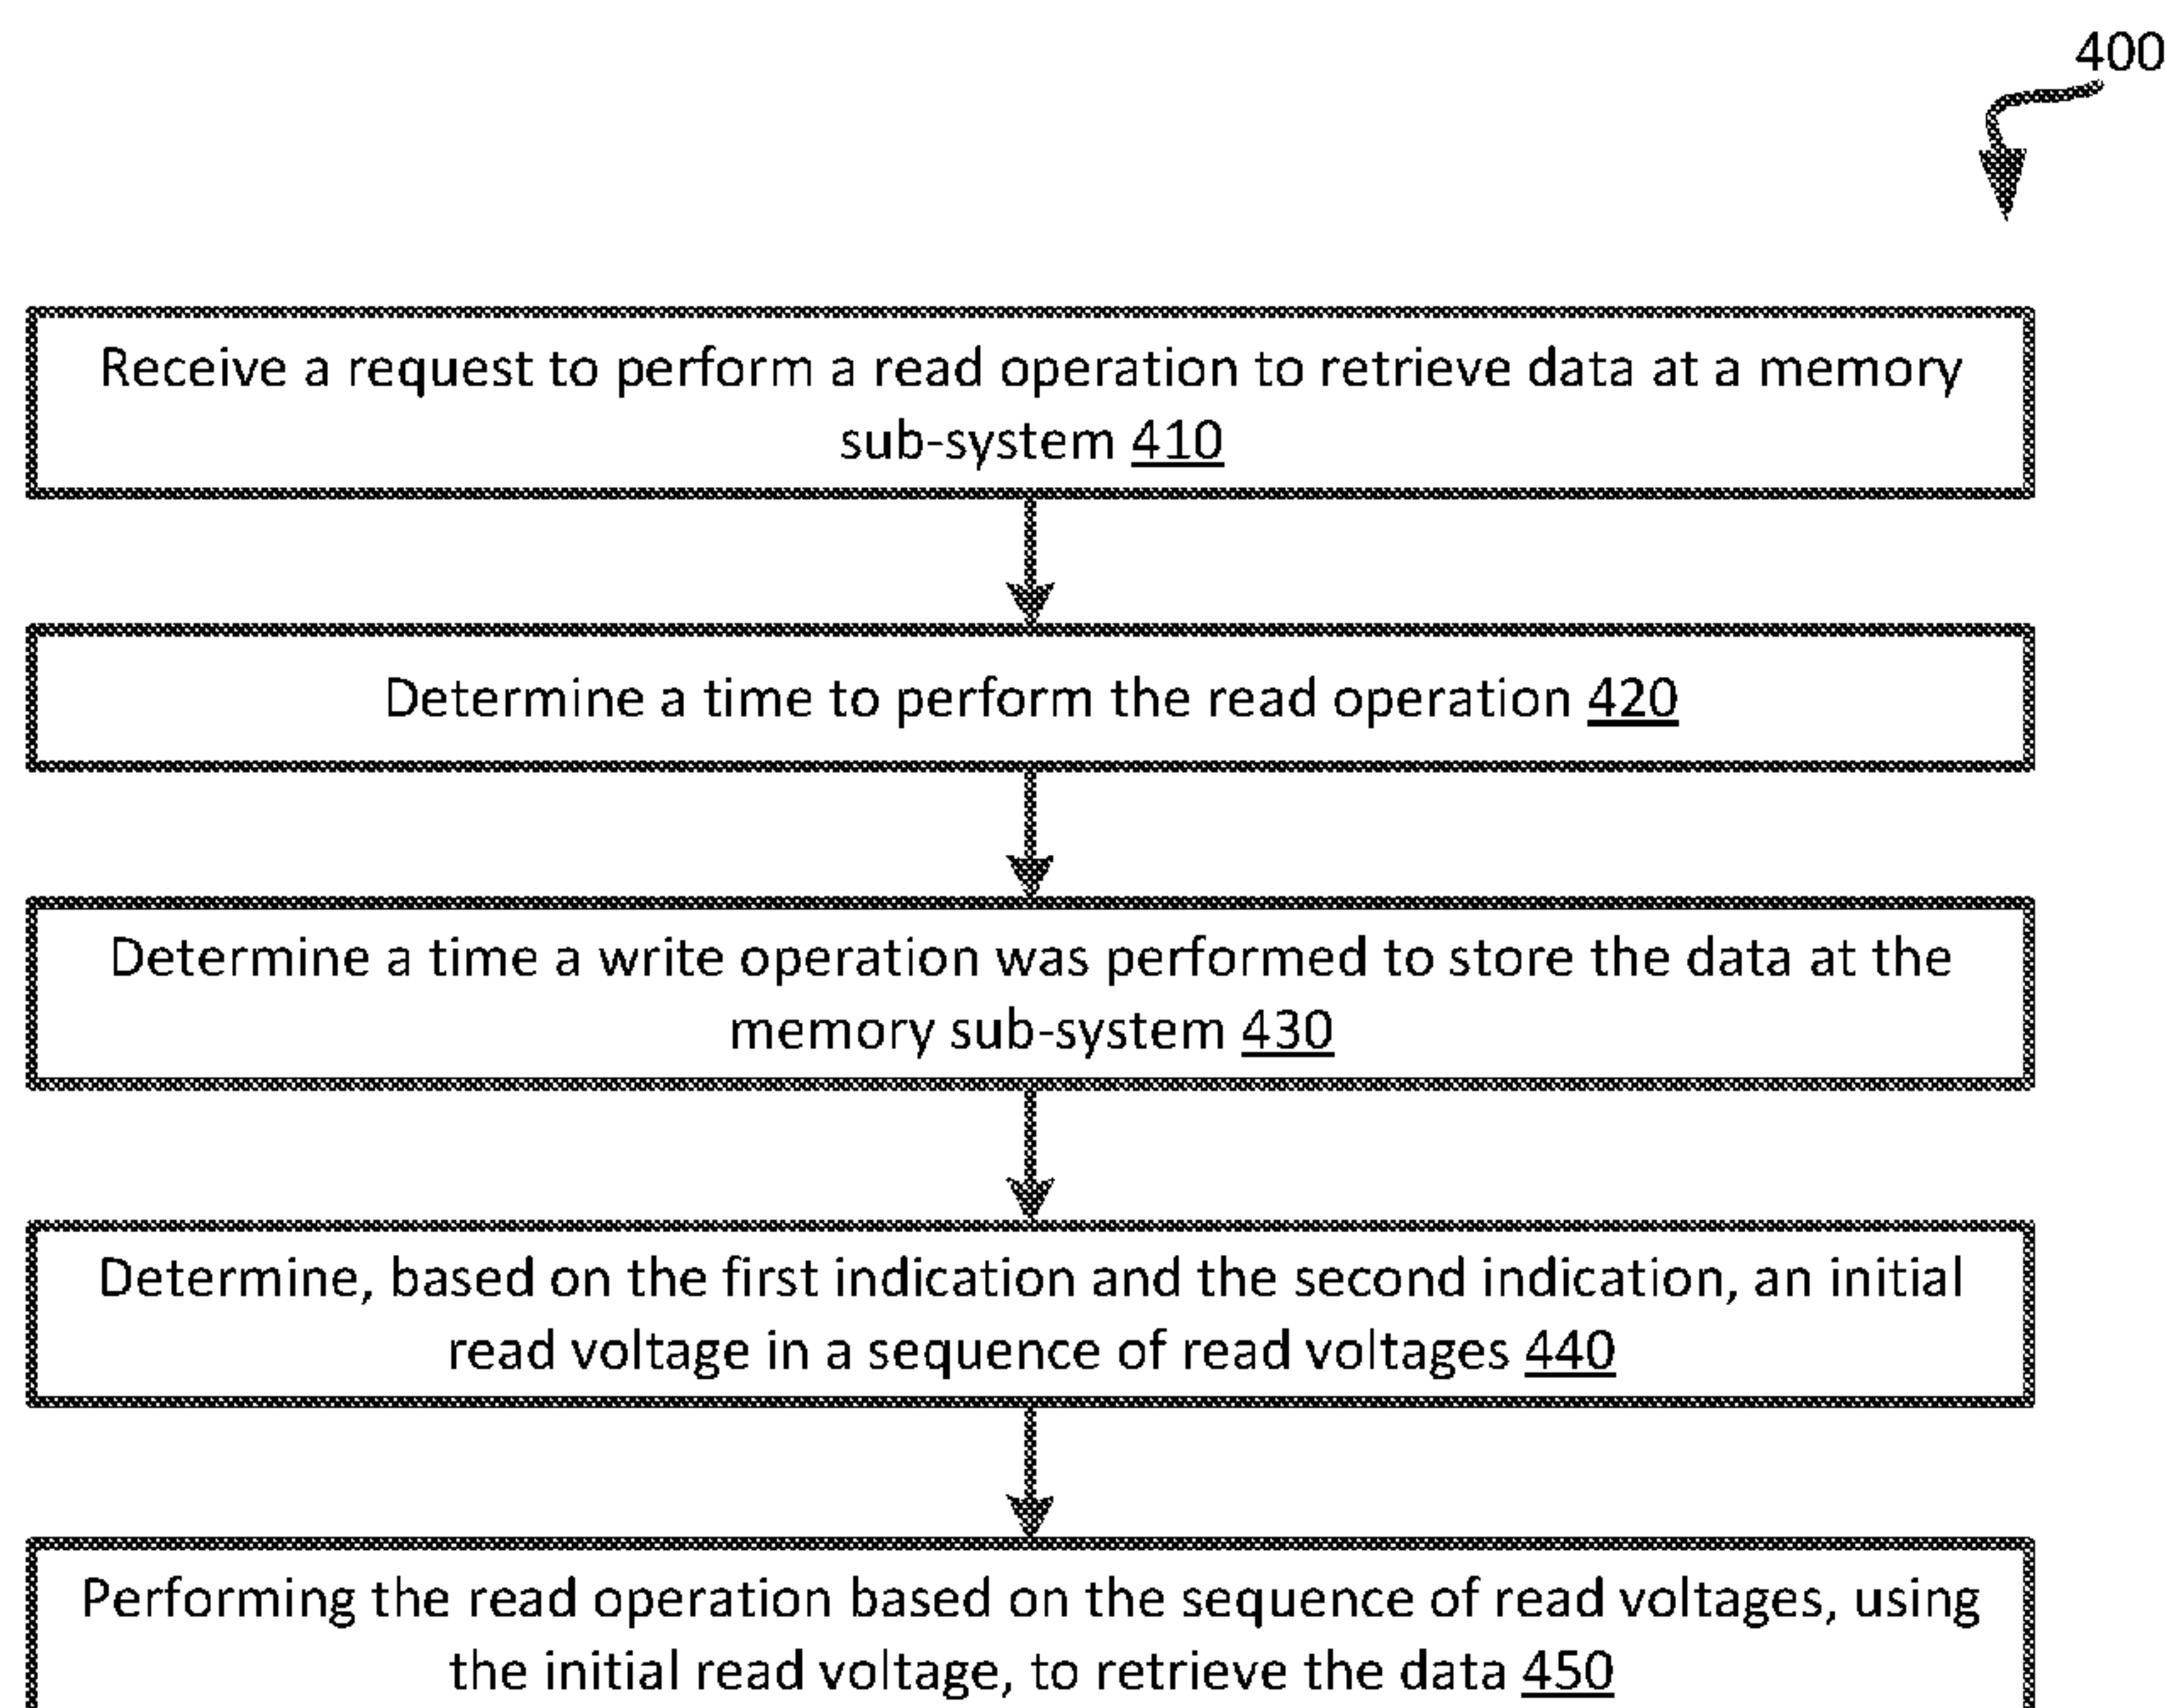 400
Receive a request to perform a read operation to retrieve data at a memory
sub-system 410
Determine a time to perform the read operation 420
Determine a time a write operation was performed to store the data at the
memory sub-system 430
Determine, based on the first indication and the second indication, an initial
read voltage in a sequence of read voltages 440
Performing the read operation based on the sequence of read voltages, using
the initial read voltage, to retrieve the data 450